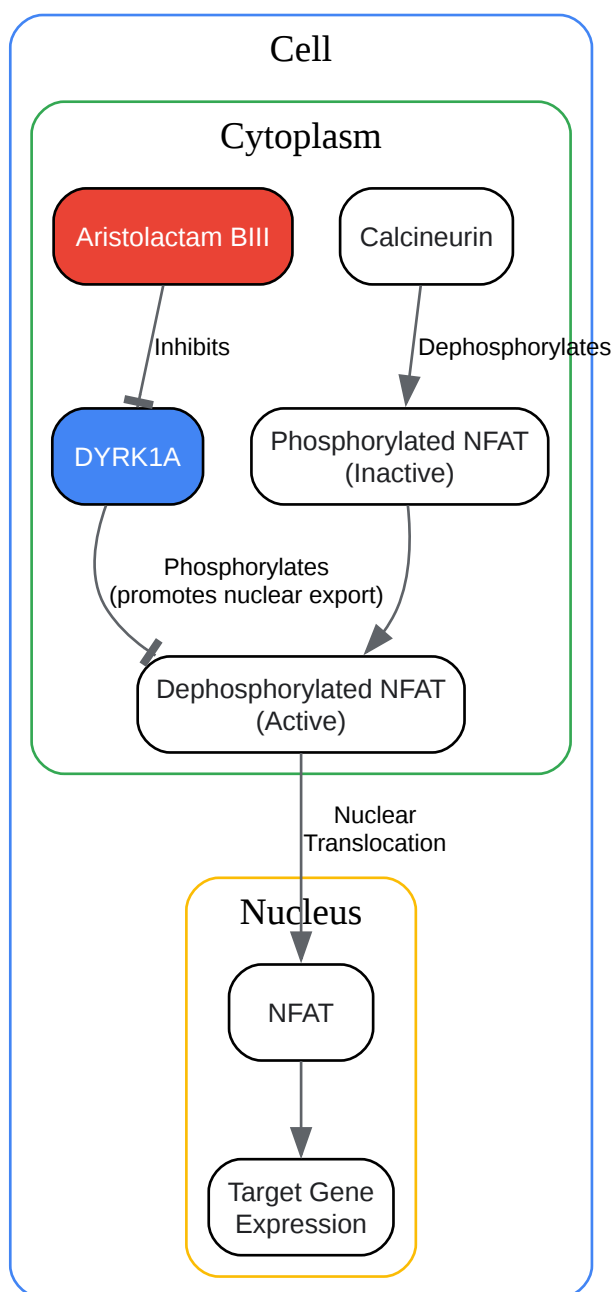 Cell
Cytoplasm
Aristolactam BIII
Calcineurin
Inhibits
Dephosphorylates
DYRK1A
Phosphorylated NFAT
(Inactive)
Phosphorylates
(promotes nuclear export)
Dephosphorylated NFAT
(Active)
Nuclear
Translocation
Nucleus
NFAT
Target Gene
Expression